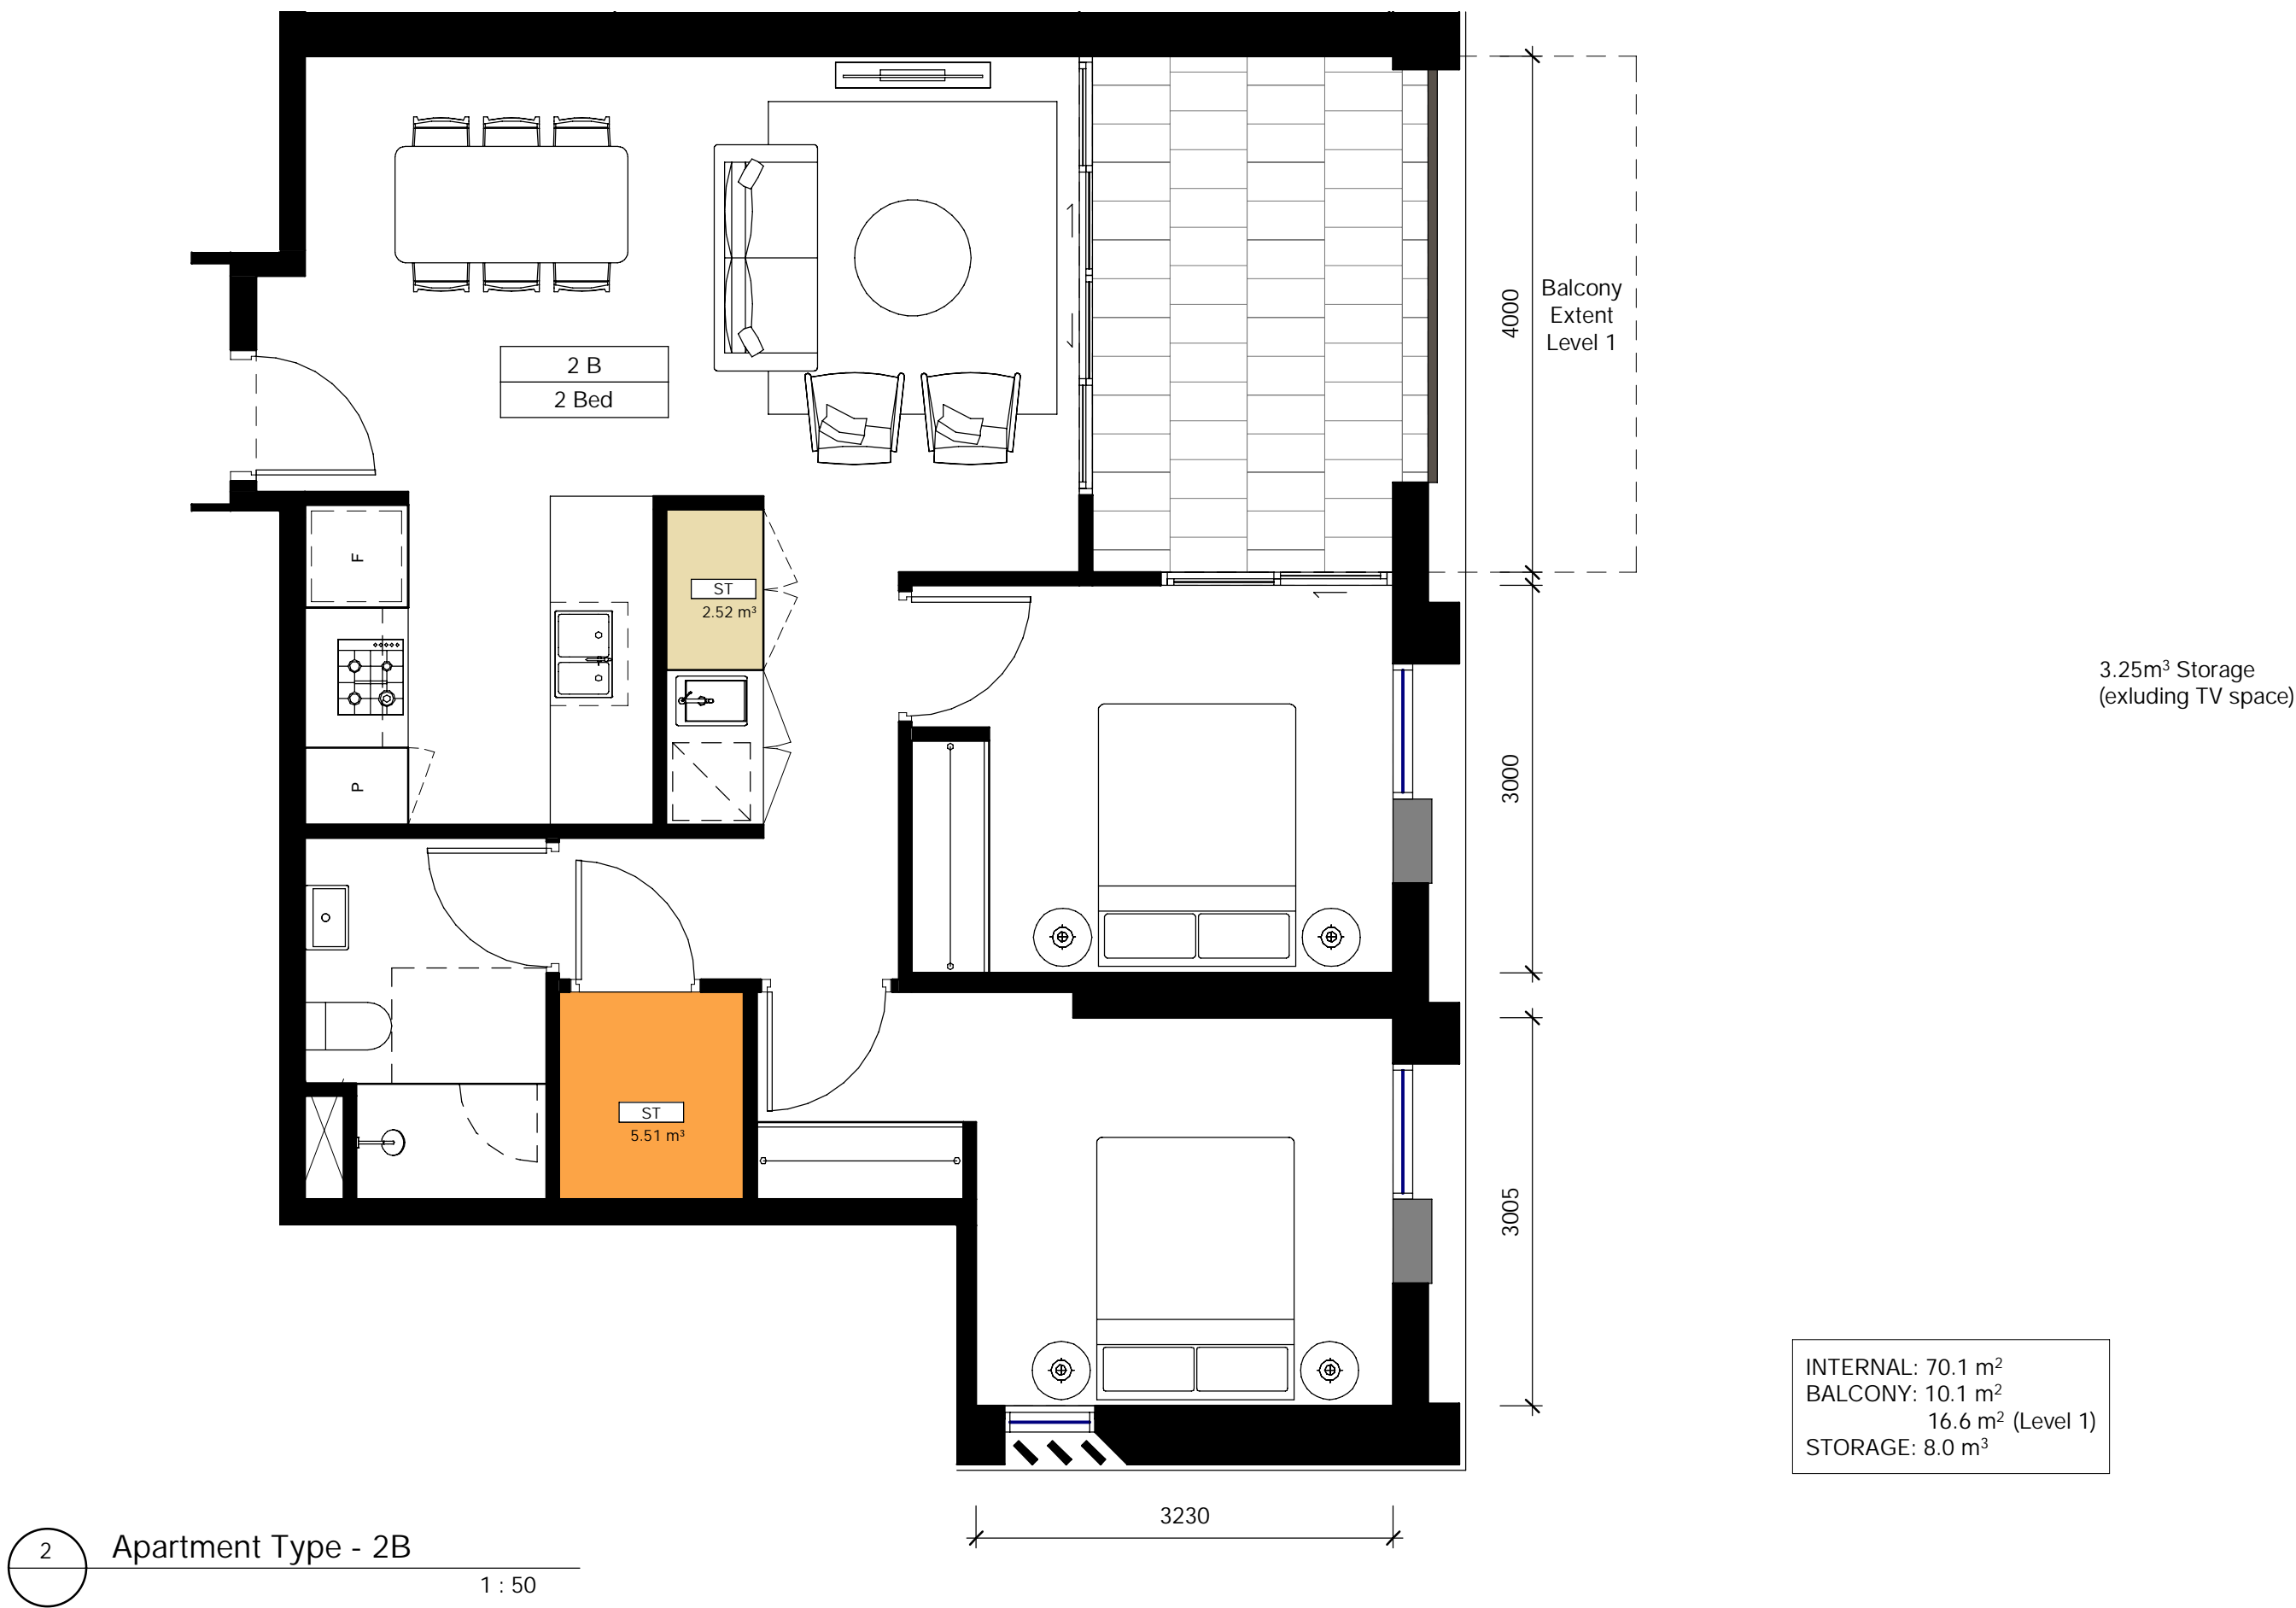 2 B
2 Bed
4000
Balcony
Extent
Level 1
F
ST
2.52 m³
P
3000
3.25m³ Storage
(exluding TV space)
ST
5.51 m³
3005
INTERNAL: 70.1 m²
BALCONY: 10.1 m²
16.6 m² (Level 1)
STORAGE: 8.0 m³
3230
2
Apartment Type - 2B
1 : 50